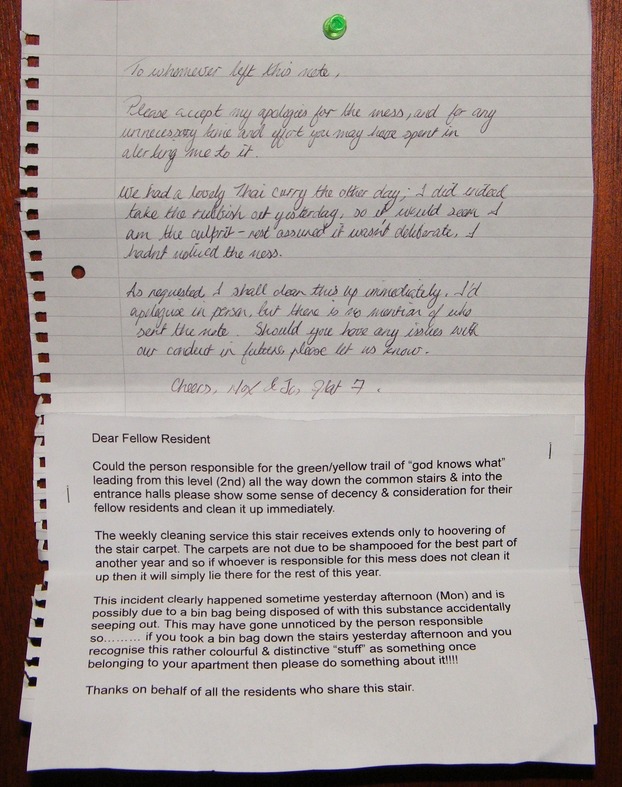 To whomever left this note,
Please accept my apologies for the mess, and for any
unnecessary time and effort you may have spent in
alerting me to it.
We had a lovely Thai curry the other day; I did indeed
take the rubbish out yesterday, so it would seem I
am the culprit - rest assured it wasn't deliberate, I
hadn't noticed the mess.
As requested, I shall clean this up immediately. I'd
apologise in person, but there is no mention of who
sent the note. Should you have any issues with
our conduct in future, please let us know.
Cheers, & Flat 7.
Dear Fellow Resident
Could the person responsible for the green/yellow trail of "god knows what"
leading from this level (2nd) all the way down the common stairs & into the
entrance halls please show some sense of decency & consideration for their
fellow residents and clean it up immediately.
The weekly cleaning service this stair receives extends only to hoovering of
the stair carpet. The carpets are not due to be shampooed for the best part of
another year and so if whoever is responsible for this mess does not clean it
up then it will simply lie there for the rest of this year.
This incident clearly happened sometime yesterday afternoon (Mon) and is
possibly due to a bin bag being disposed of with this substance accidentally
seeping out. This may have gone unnoticed by the person responsible
so......... if you took a bin bag down the stairs yesterday afternoon and you
recognise this rather colourful & distinctive "stuff" as something once
belonging to your apartment then please do something about it!!!!
Thanks on behalf of all the residents who share this stair.